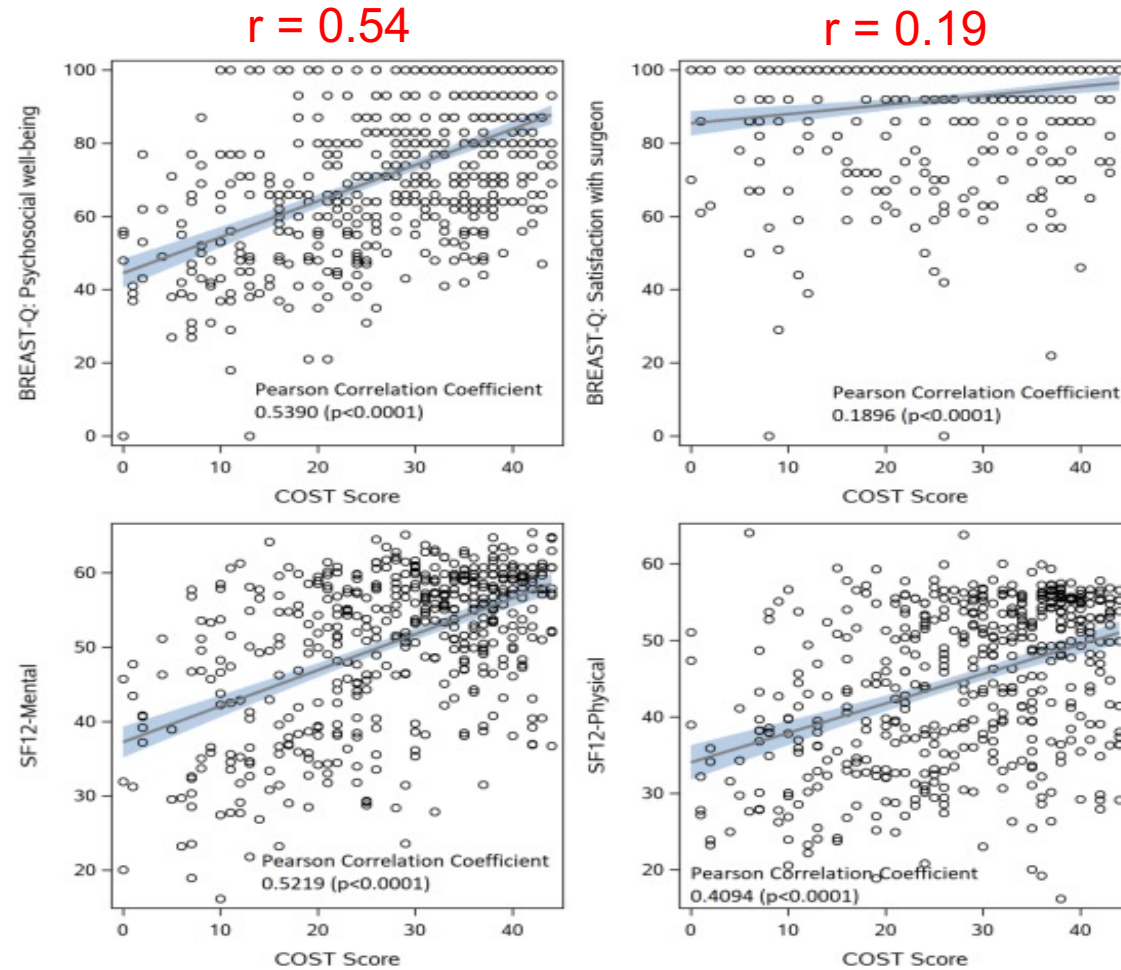 r = 0.54
r = 0.19
BREAST-Q: Psychosocial well-being
100
80
60
40
20
0
Pearson Correlation Coefficient
0.5390 (p<0.0001)
0
10
20
30
40
COST Score
BREAST-Q: Satisfaction with surgeon
100
80
60
40
20
0
Pearson Correlation Coefficient
0.1896 (p<0.0001)
0
10
20
30
40
COST Score
SF12-Mental
60
50
40
30
20
Pearson Correlation Coefficient
0.5219 (p<0.0001)
0
10
20
30
40
COST Score
SF12-Physical
60
50
40
30
20
Pearson Correlation Coefficient
0.4094 (p<0.0001)
0
10
20
30
40
COST Score